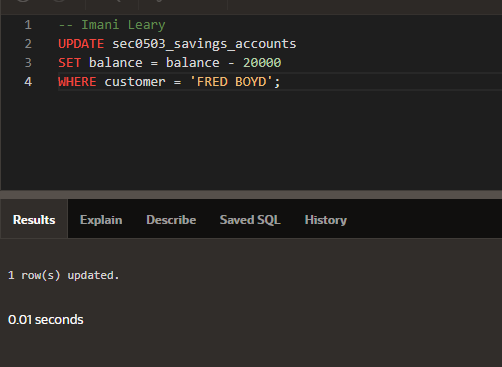 1 -- Imani Leary
2 UPDATE sec0503_savings_accounts
3 SET balance = balance - 20000
4 WHERE customer = 'FRED BOYD';
Results Explain Describe Saved SQL History
1 row(s) updated.
0.01 seconds